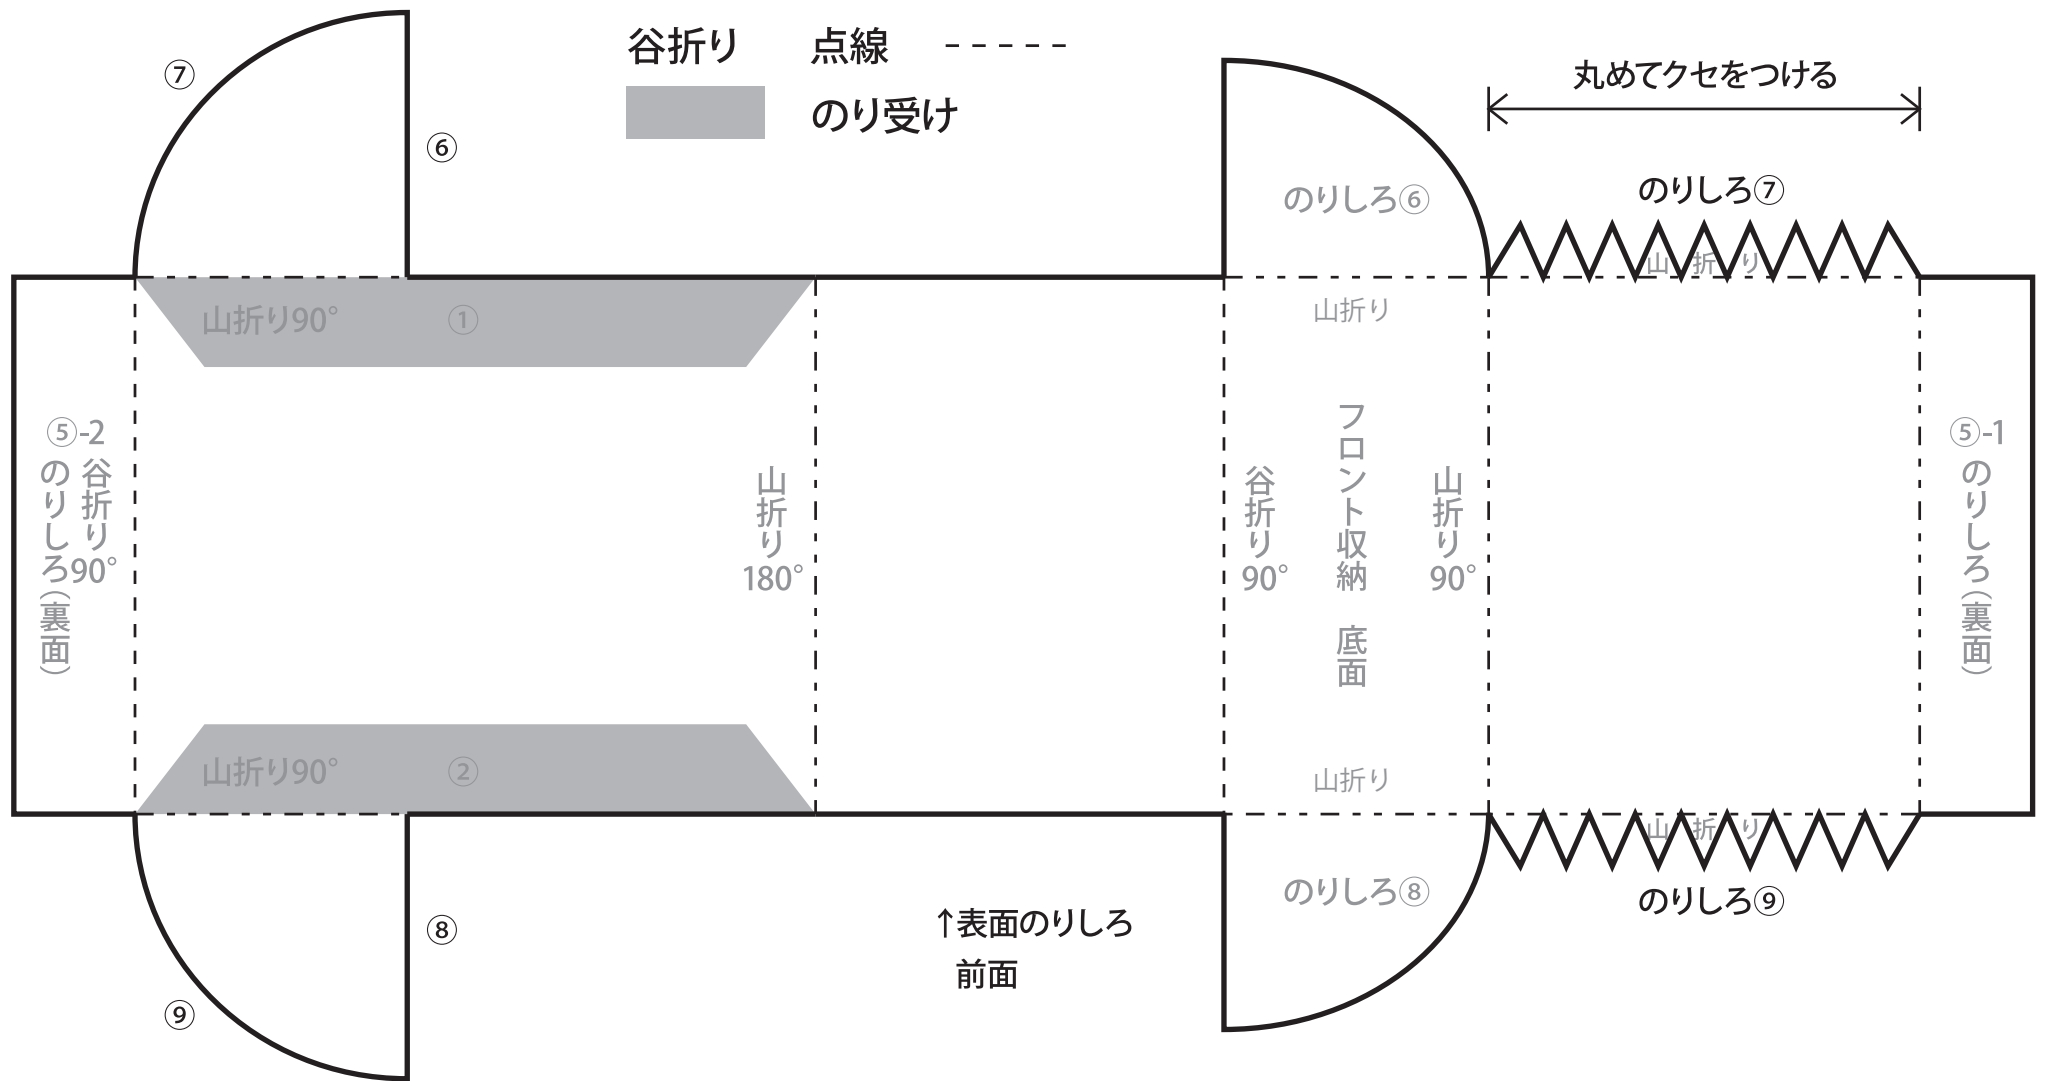 谷折り 点線
のり受け
丸めてクセをつける
⑦
⑥
のりしろ⑥
のりしろ⑦
山折り
山折り90° ①
山折り
⑤-2
谷折り90°
のりしろ(裏面)
山折り180°
谷折り90°
フロント収納 底面
山折り90°
⑤-1
のりしろ(裏面)
山折り90° ②
山折り
山折り
のりしろ⑧
のりしろ⑨
⑧
⑨
↑表面のりしろ
前面